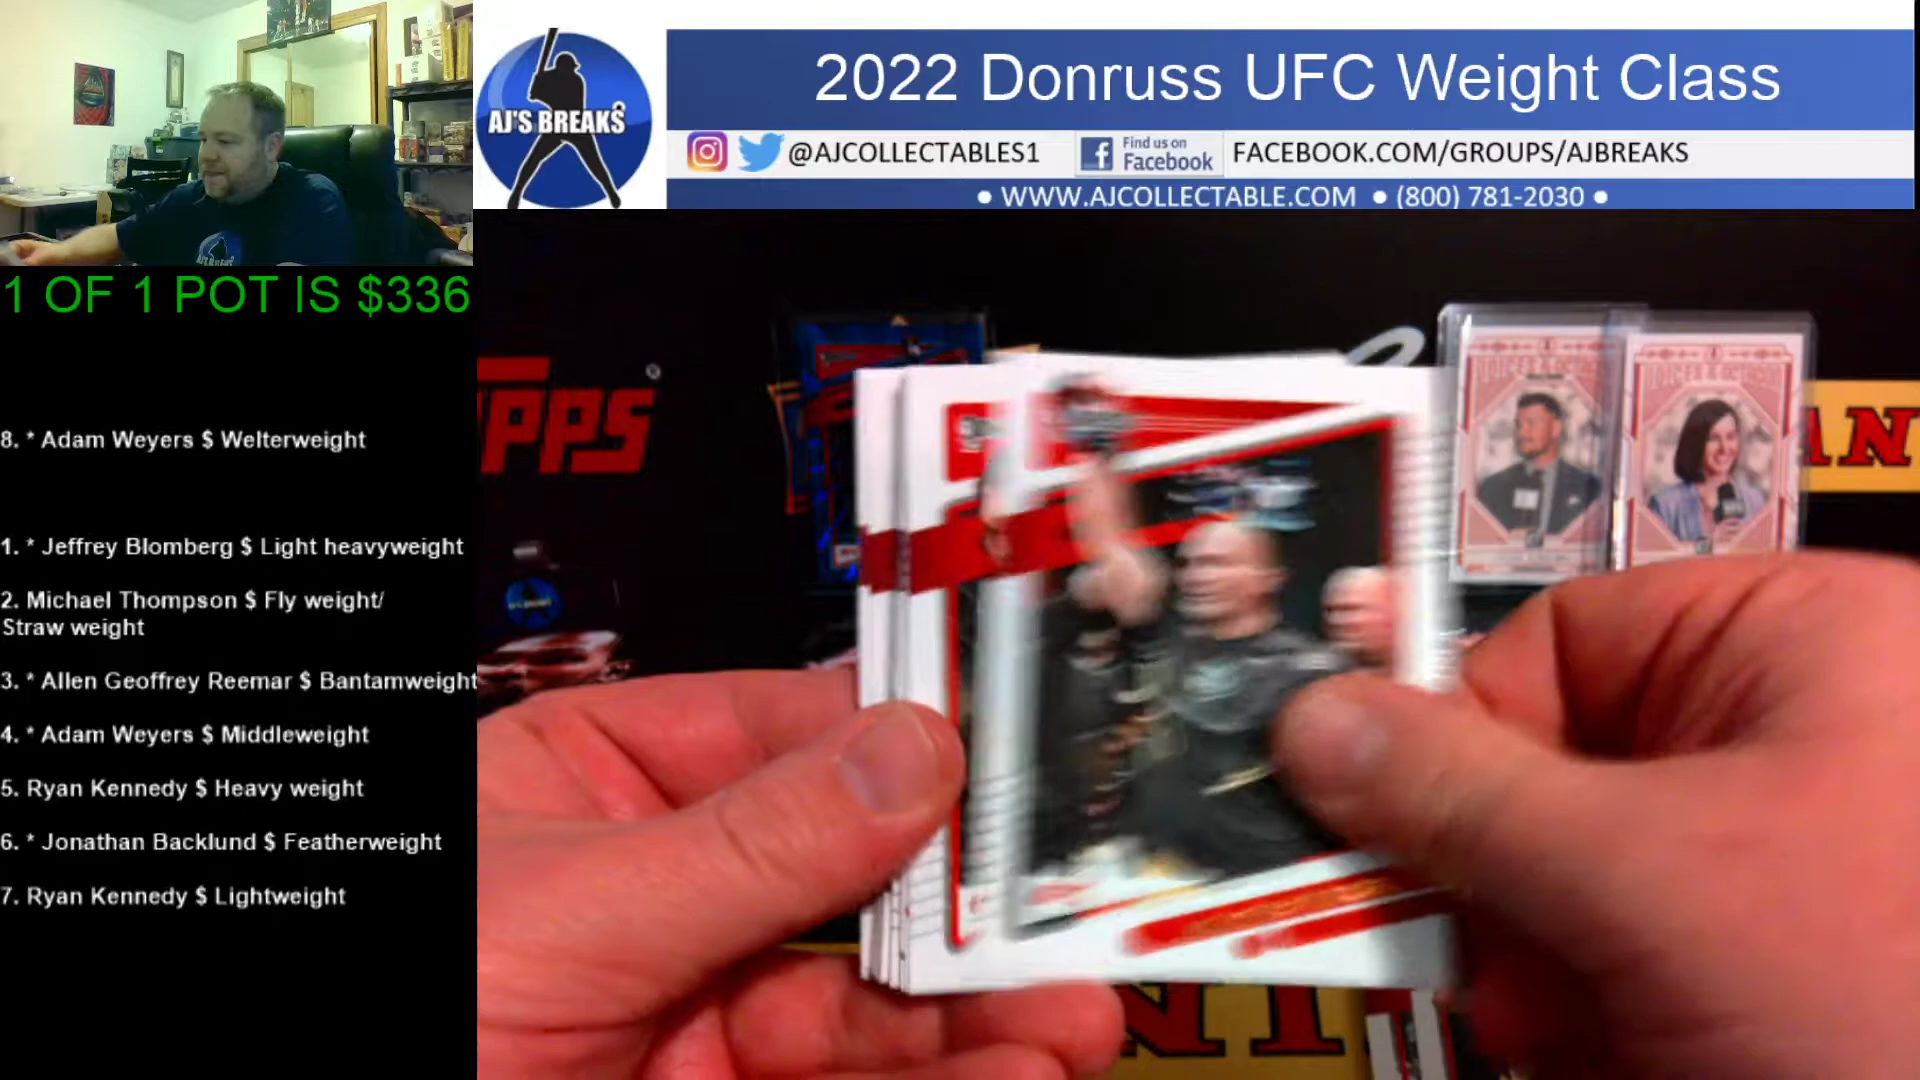 2022 Donruss UFC Weight Class
AJ'S BREAKS
@AJCOLLECTABLES1
Find us on
Facebook
FACEBOOK.COM/GROUPS/AJBREAKS
• WWW.AJCOLLECTABLE.COM • (800) 781-2030 •
1 OF 1 POT IS $336
8. * Adam Weyers $ Welterweight
1. * Jeffrey Blomberg $ Light heavyweight
2. Michael Thompson $ Fly weight/
Straw weight
3. * Allen Geoffrey Reemar $ Bantamweight
4. * Adam Weyers $ Middleweight
5. Ryan Kennedy $ Heavy weight
6. * Jonathan Backlund $ Featherweight
7. Ryan Kennedy $ Lightweight